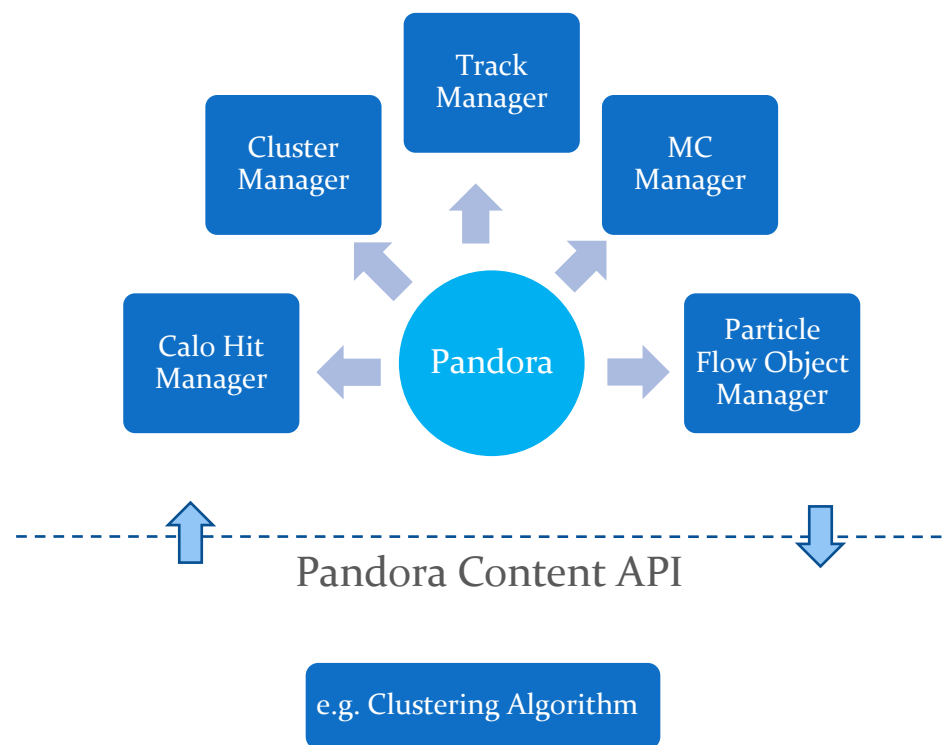 Track
Manager
Cluster
Manager
MC
Manager
Calo Hit
Manager
Pandora
Particle
Flow Object
Manager
Pandora Content API
e.g. Clustering Algorithm